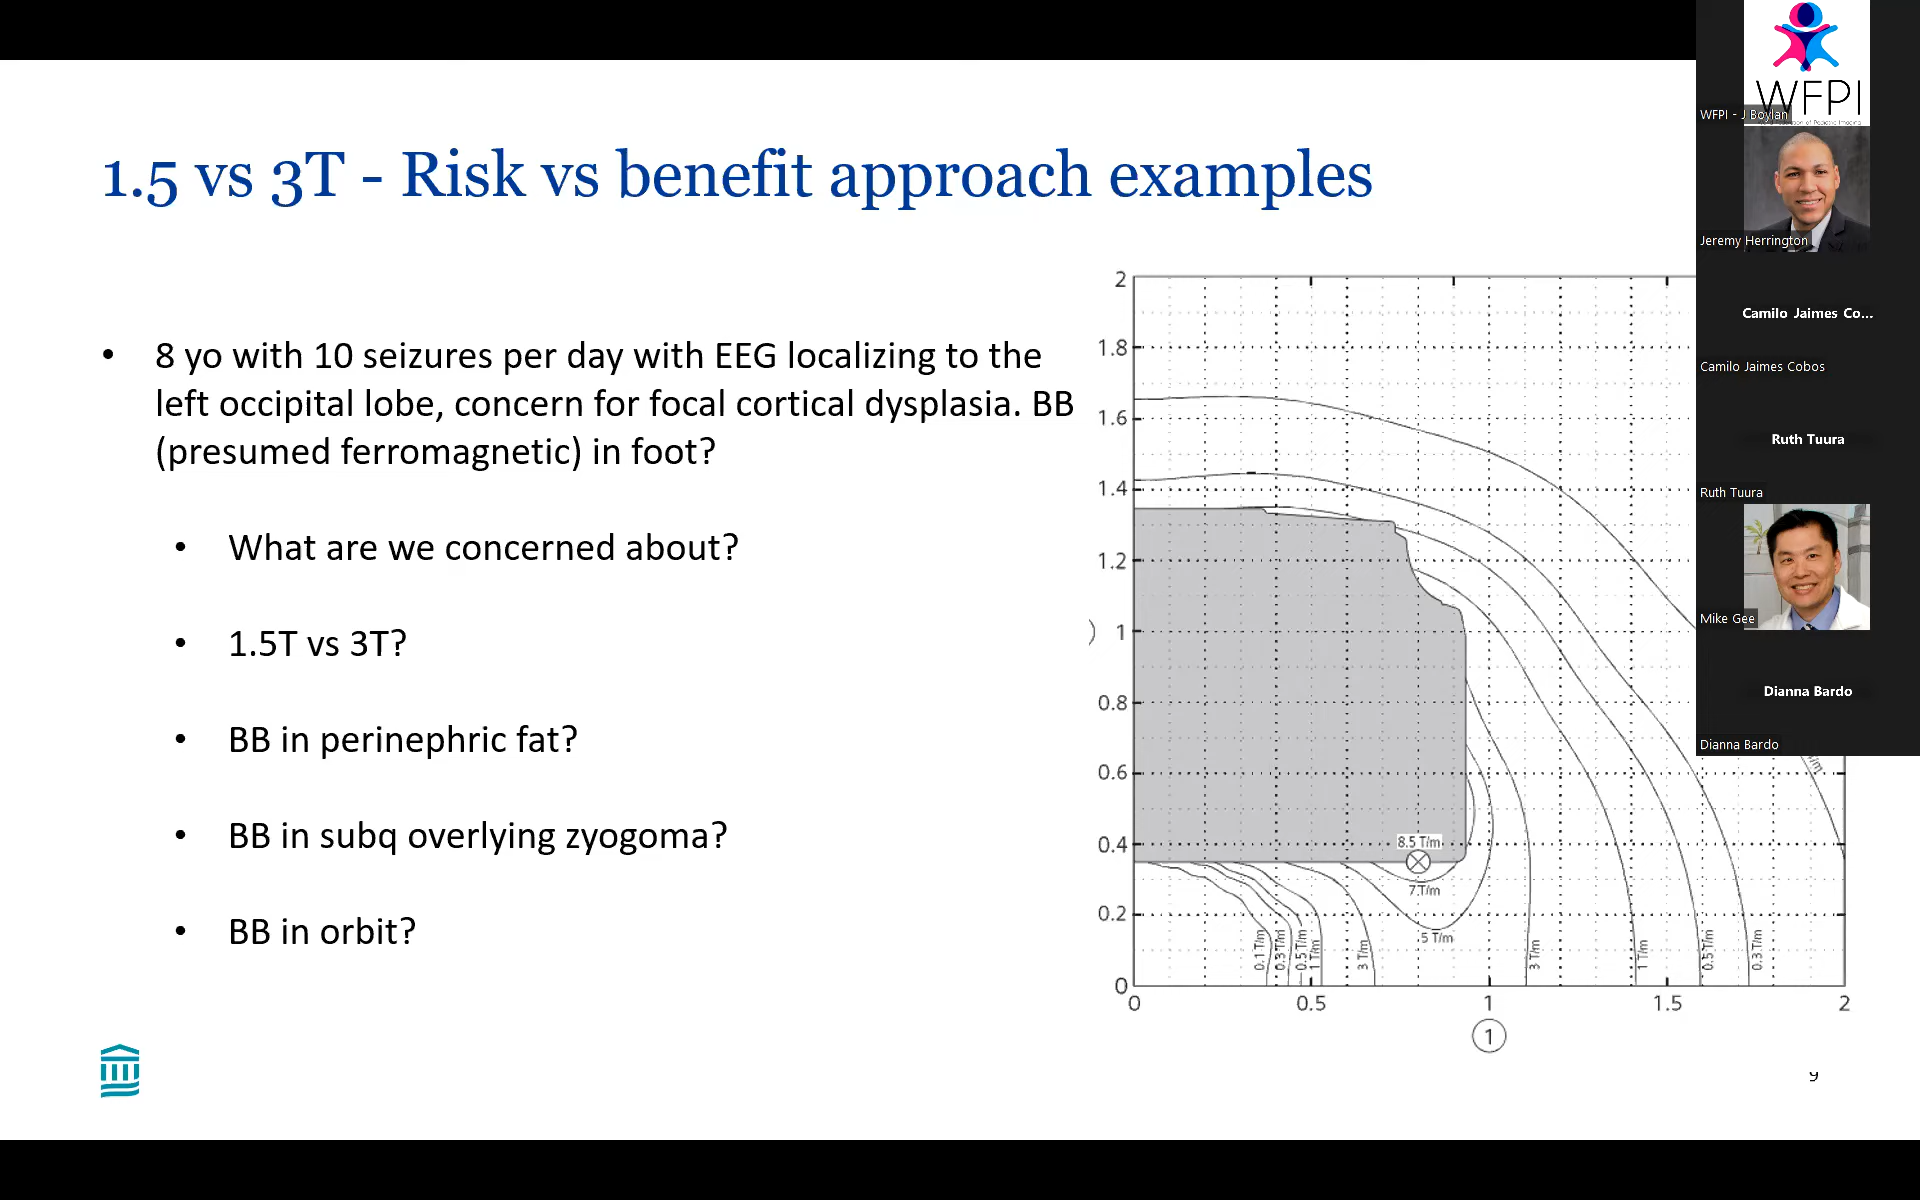 1.5 vs 3T - Risk vs benefit approach examples
• 8 yo with 10 seizures per day with EEG localizing to the
left occipital lobe, concern for focal cortical dysplasia. BB
(presumed ferromagnetic) in foot?
• What are we concerned about?
• 1.5T vs 3T?
• BB in perinephric fat?
• BB in subq overlying zyogoma?
• BB in orbit?
2
1.8
1.6
1.4
1.2
) 1
0.8
0.6
0.4
0.2
0
8.5 T/m
7 T/m
5 T/m
0.1 T/m
0.3 T/m
0.5 T/m
1 T/m
3 T/m
3 T/m
1 T/m
0.5 T/m
0.3 T/m
0 0.5 1 1.5 2
1
9
WFPI
WFPI - J Boylan
Jeremy Herrington
Camilo Jaimes Co...
Camilo Jaimes Cobos
Ruth Tuura
Ruth Tuura
Mike Gee
Dianna Bardo
Dianna Bardo